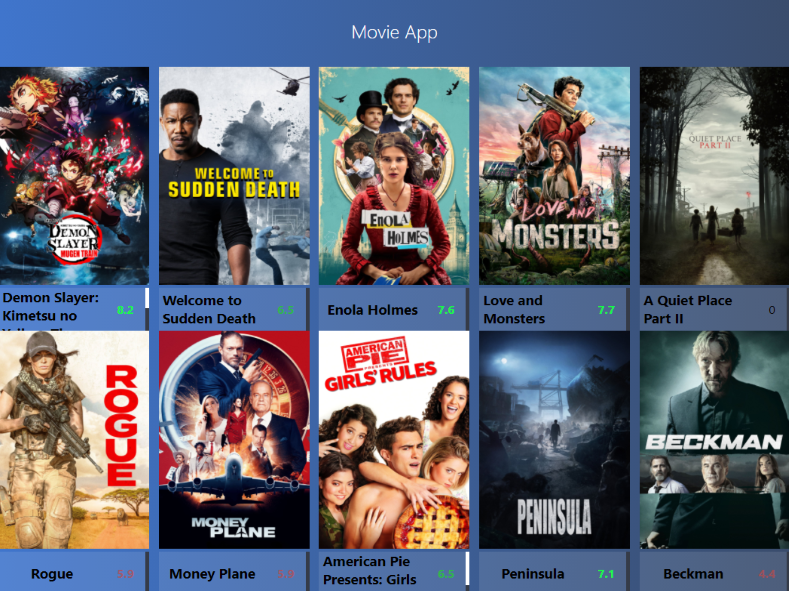 Movie App
DEMON
SLAYER
MUGEN TRAIN
WELCOME TO
SUDDEN DEATH
ENOLA
HOLMES
LOVE AND
MONSTERS
QUIET PLACE
PART II
Demon Slayer:
Kimetsu no
8.2
Welcome to
Sudden Death
6.5
Enola Holmes
7.6
Love and
Monsters
7.7
A Quiet Place
Part II
0
ROGUE
MONEY
PLANE
AMERICAN
PIE
PRESENTS
GIRLS' RULES
PENINSULA
BECKMAN
Rogue
5.9
Money Plane
American Pie
Presents: Girls
6.5
Peninsula
7.1
Beckman
4.4